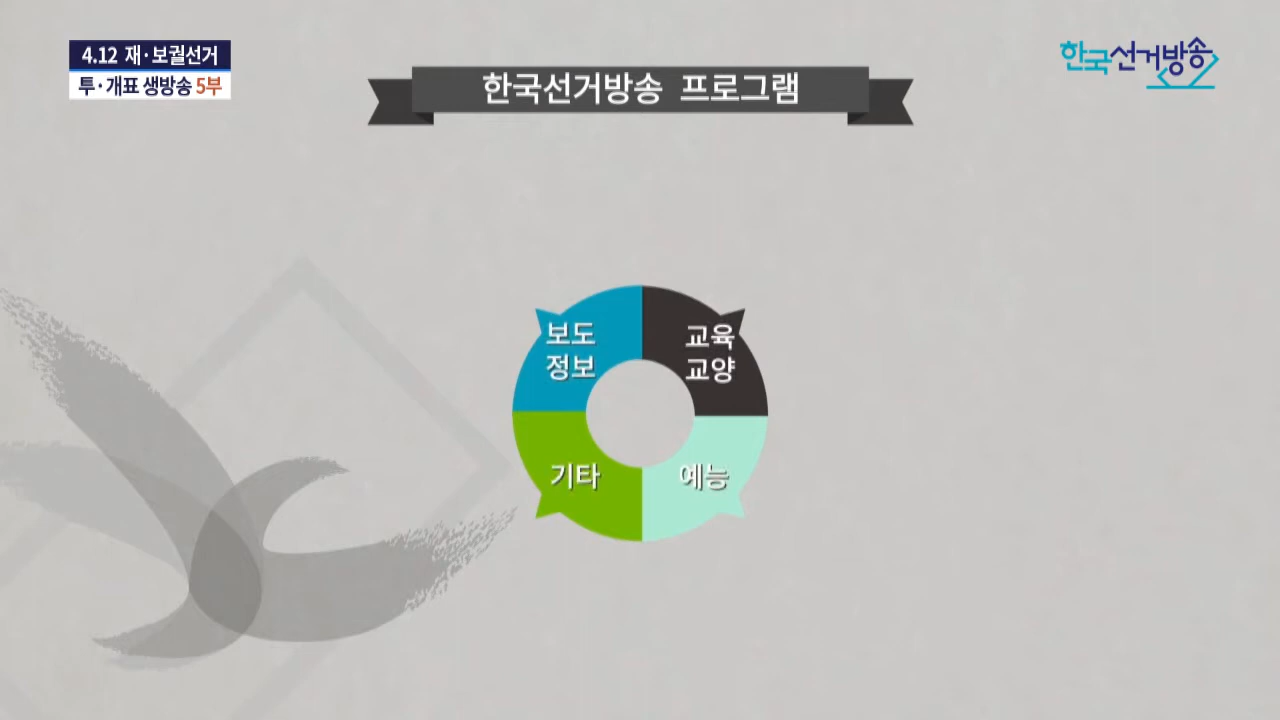 4.12 재·보궐선거
투·개표 생방송 5부
한국선거방송
한국선거방송 프로그램
보도
정보
교육
교양
기타
예능